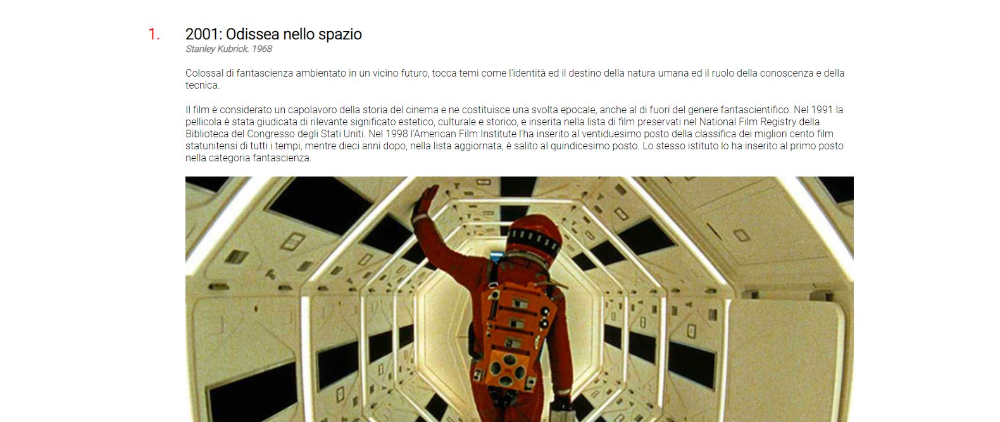 1. 2001: Odissea nello spazio
Stanley Kubrick. 1968
Colossal di fantascienza ambientato in un vicino futuro, tocca temi come l'identità ed il destino della natura umana ed il ruolo della conoscenza e della
tecnica.
Il film è considerato un capolavoro della storia del cinema e ne costituisce una svolta epocale, anche al di fuori del genere fantascientifico. Nel 1991 la
pellicola è stata giudicata di rilevante significato estetico, culturale e storico, e inserita nella lista di film preservati nel National Film Registry della
Biblioteca del Congresso degli Stati Uniti. Nel 1998 l'American Film Institute l'ha inserito al ventiduesimo posto della classifica dei migliori cento film
statunitensi di tutti i tempi, mentre dieci anni dopo, nella lista aggiornata, è salito al quindicesimo posto. Lo stesso istituto lo ha inserito al primo posto
nella categoria fantascienza.